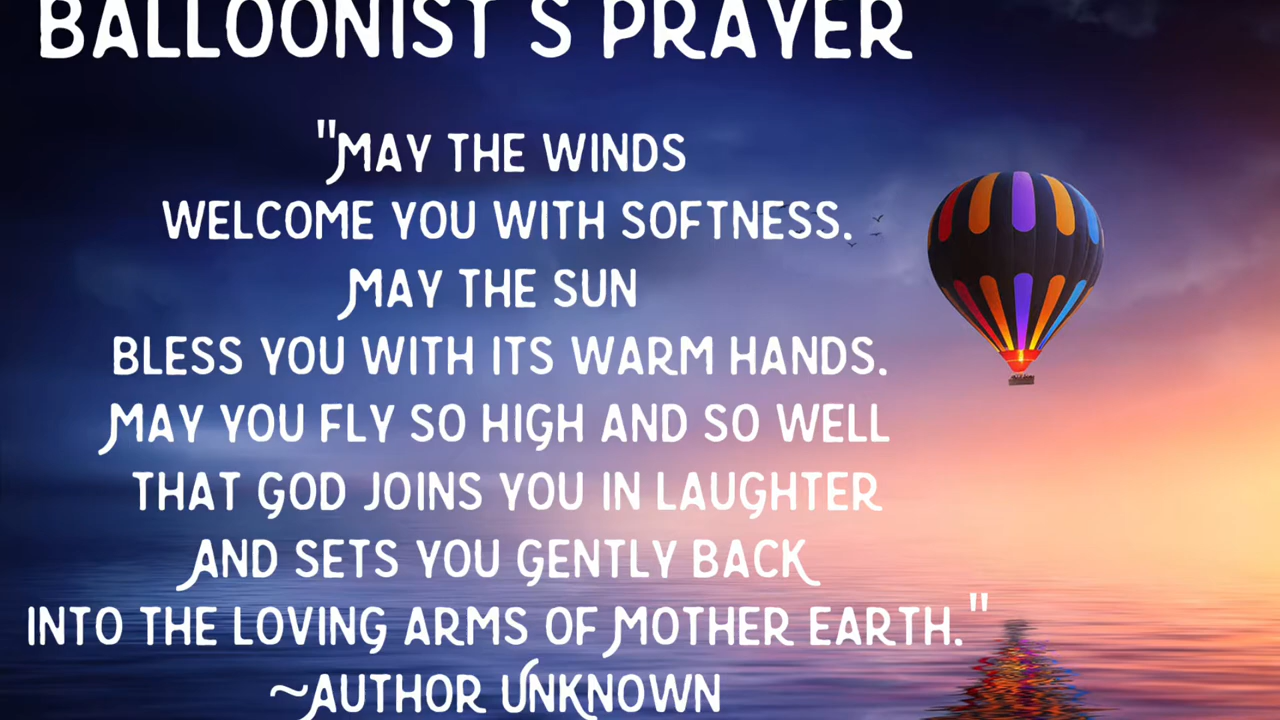 BALLOONIST'S PRAYER
"MAY THE WINDS
WELCOME YOU WITH SOFTNESS.
MAY THE SUN
BLESS YOU WITH ITS WARM HANDS.
MAY YOU FLY SO HIGH AND SO WELL
THAT GOD JOINS YOU IN LAUGHTER
AND SETS YOU GENTLY BACK
INTO THE LOVING ARMS OF MOTHER EARTH."
~AUTHOR UNKNOWN